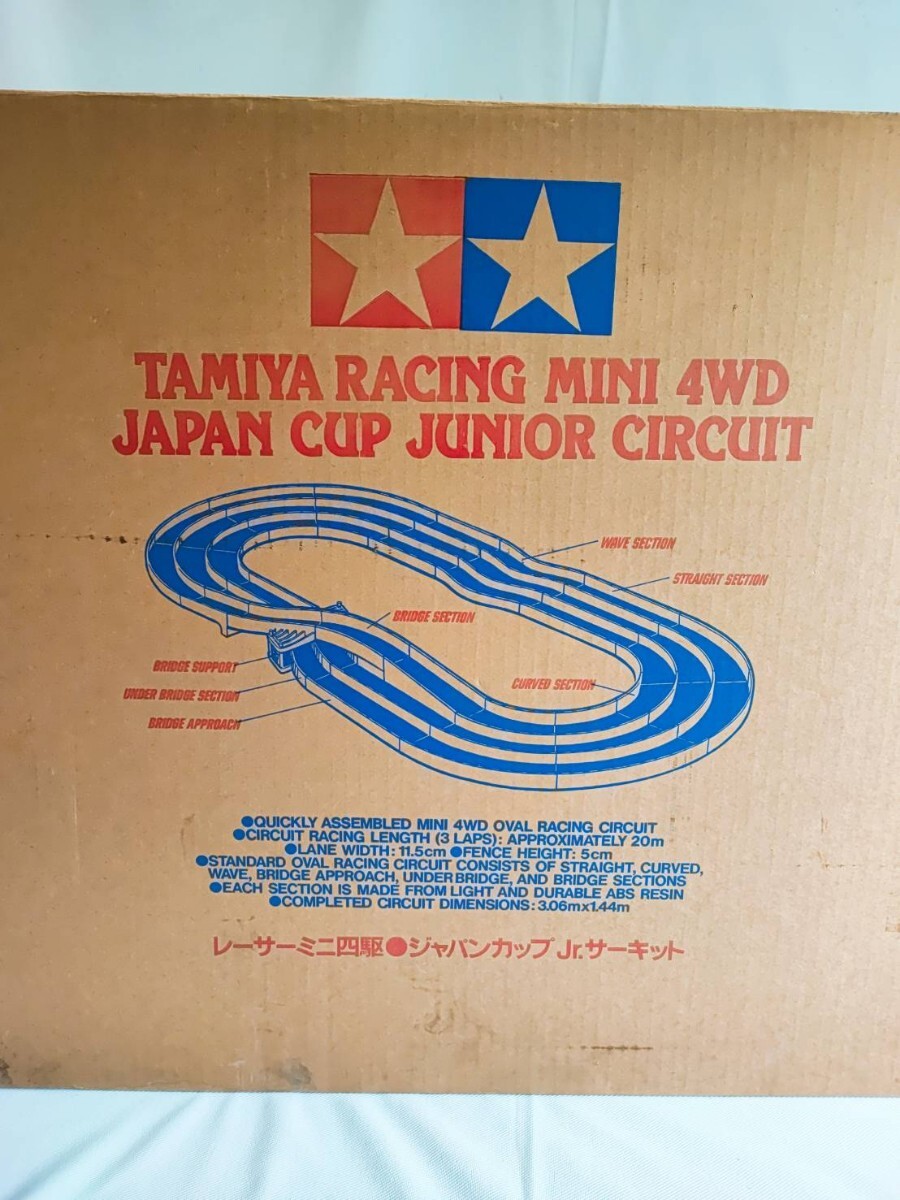 TAMIYA RACING MINI 4WD
JAPAN CUP JUNIOR CIRCUIT
WAVE SECTION
STRAIGHT SECTION
BRIDGE SECTION
BRIDGE SUPPORT
CURVED SECTION
UNDER BRIDGE SECTION
BRIDGE APPROACH
●QUICKLY ASSEMBLED MINI 4WD OVAL RACING CIRCUIT
●CIRCUIT RACING LENGTH (3 LAPS): APPROXIMATELY 20m
●LANE WIDTH: 11.5cm ●FENCE HEIGHT: 5cm
●STANDARD OVAL RACING CIRCUIT CONSISTS OF STRAIGHT, CURVED,
WAVE, BRIDGE APPROACH, UNDER BRIDGE, AND BRIDGE SECTIONS
●EACH SECTION IS MADE FROM LIGHT AND DURABLE ABS RESIN
●COMPLETED CIRCUIT DIMENSIONS: 3.06m×1.44m
レーサーミニ四駆●ジャパンカップ Jr.サーキット